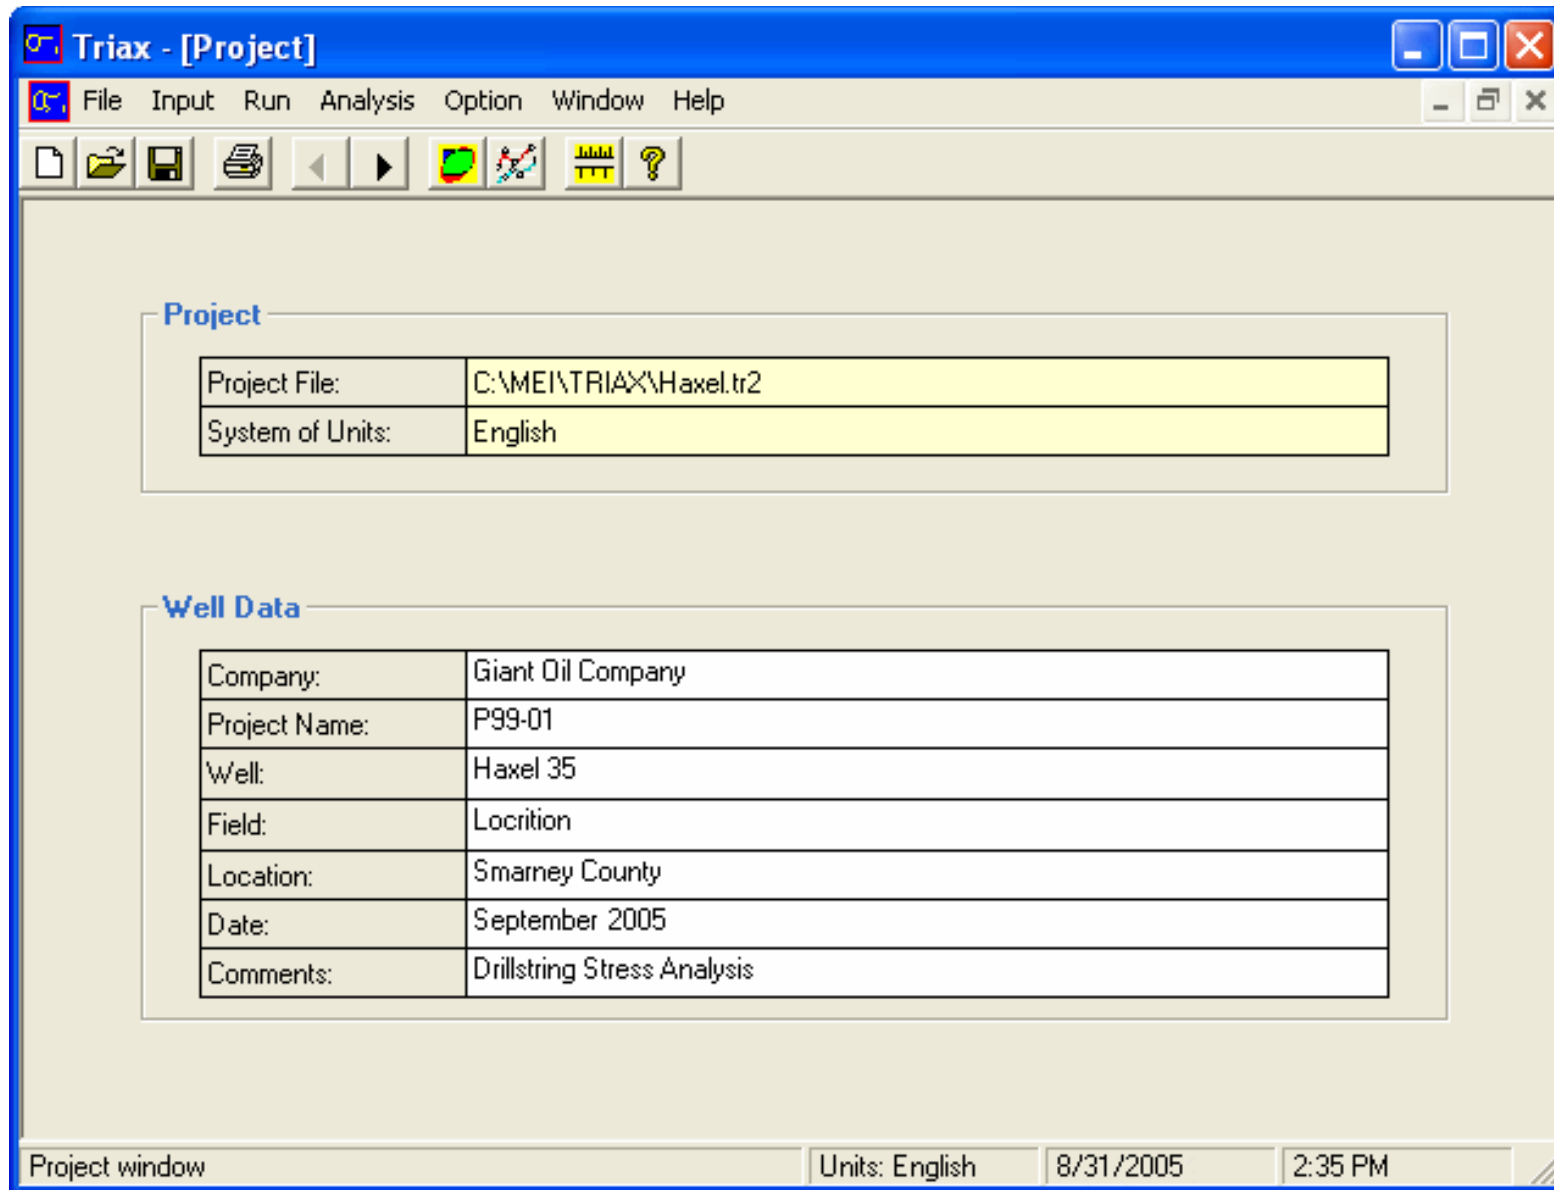 Triax - [Project]
File Input Run Analysis Option Window Help
Project
Project File: C:\MEI\TRIAX\Haxel.tr2
System of Units: English
Well Data
Company: Giant Oil Company
Project Name: P99-01
Well: Haxel 35
Field: Locrition
Location: Smarney County
Date: September 2005
Comments: Drillstring Stress Analysis
Project window Units: English 8/31/2005 2:35 PM